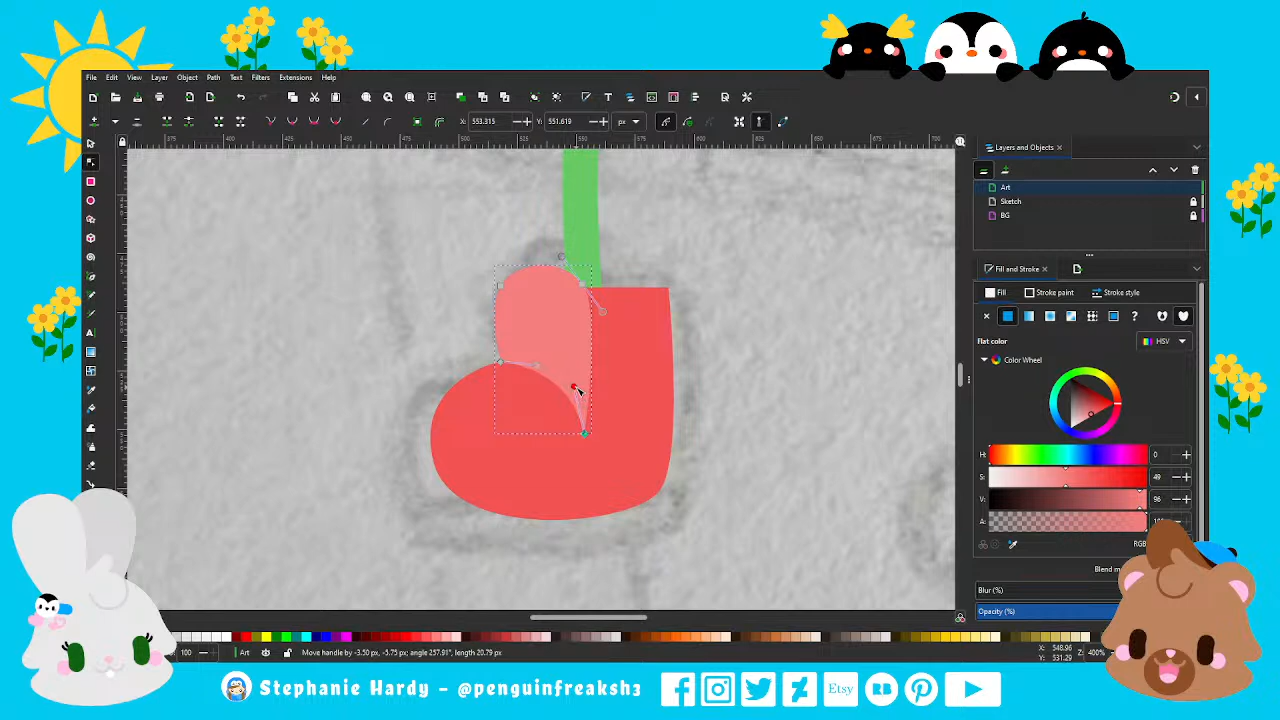 File Edit View Layer Object Path Text Filters Extensions Help
X: 553.315 Y: 551.619 px
Layers and Objects
Art
Sketch
BG
Fill and Stroke
Fill Stroke paint Stroke style
Flat color HSV
Color Wheel
H: 0
S: 49
V: 96
A:
RGB
Blur (%)
Opacity (%)
100 Art Move handle by -3.50 px, -5.75 px; angle 257.91°, length 20.79 px
X: 548.96
Y: 531.29
Z: 400%
Stephanie Hardy - @penguinfreaksh3
Etsy
RB